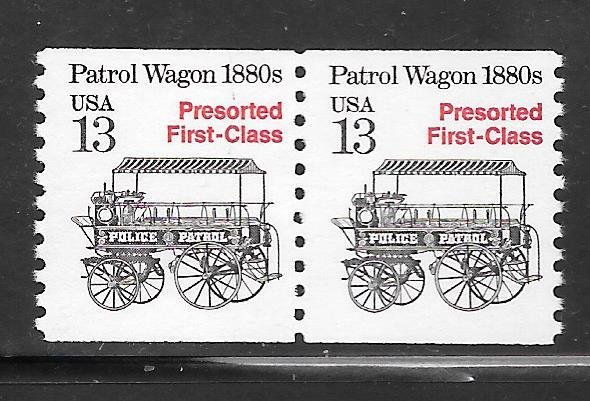 Patrol Wagon 1880s
USA
13
Presorted
First-Class
POLICE PATROL
Patrol Wagon 1880s
USA
13
Presorted
First-Class
POLICE PATROL